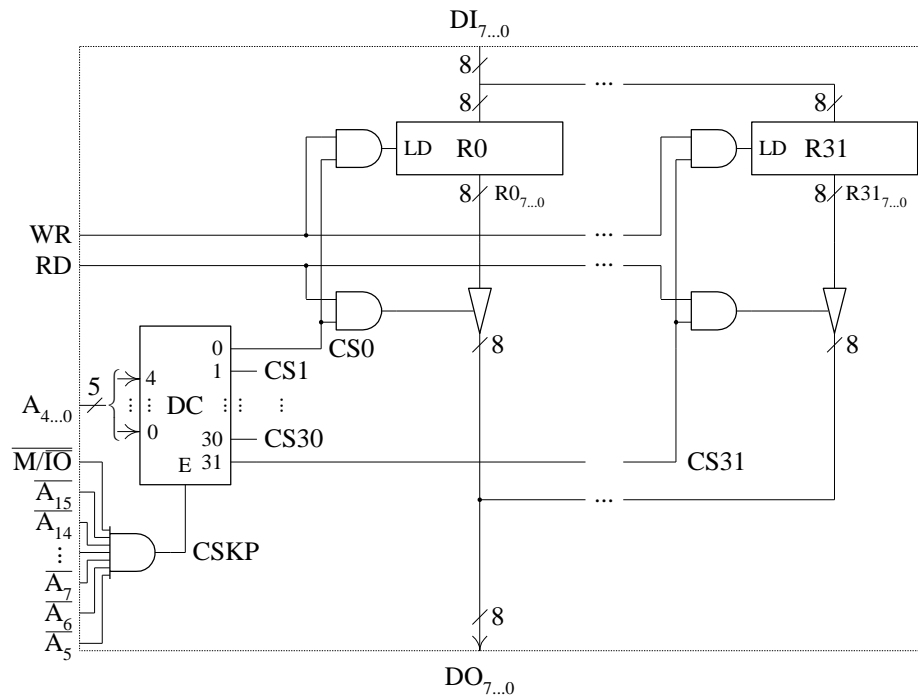 DI7...0
8 ...
8 8
LD R0 LD R31
8 R07...0 8 R317...0
WR ...
RD ...
0 CS0
8 8
1 CS1
5 4
A4...0 ⋮ ⋮ DC ⋮ ⋮ ⋮
0 30 CS30
M/I̅O̅ E 31 ... CS31
A15
...
A14
⋮ CSKP
A7
A6 8
A5
DO7...0